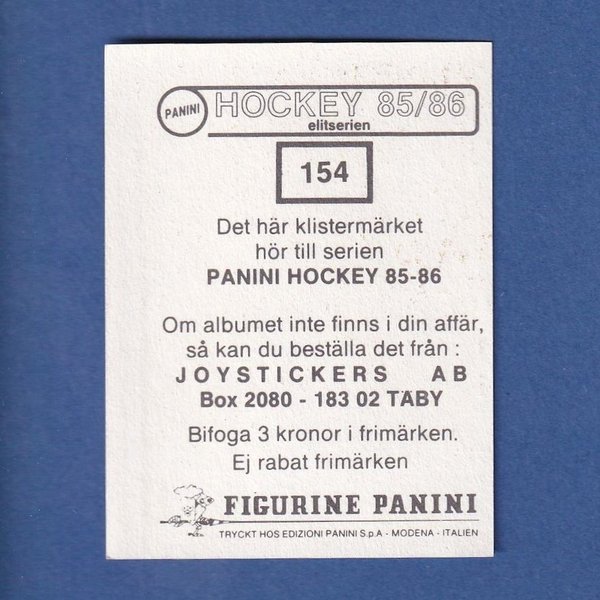 PANINI
HOCKEY 85/86
elitserien
154
Det här klistermärket
hör till serien
PANINI HOCKEY 85-86
Om albumet inte finns i din affär,
så kan du beställa det från :
JOYSTICKERS AB
Box 2080 - 183 02 TÄBY
Bifoga 3 kronor i frimärken.
Ej rabat frimärken
FIGURINE PANINI
TRYCKT HOS EDIZIONI PANINI S.p.A - MODENA - ITALIEN